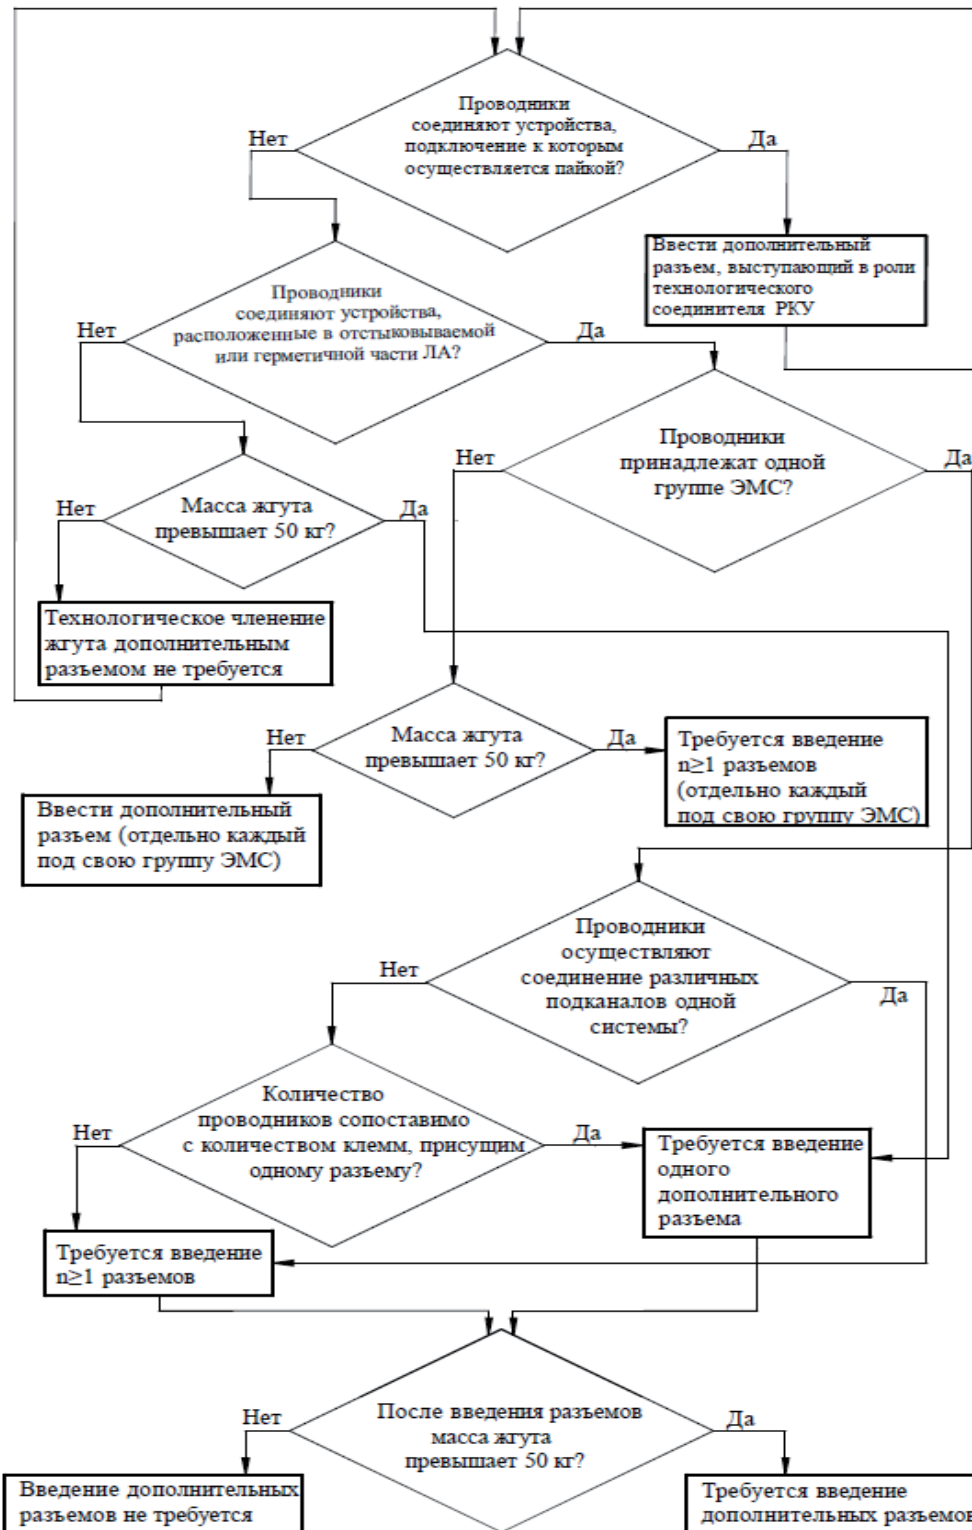 Проводники
соединяют устройства,
подключение к которым
осуществляется пайкой?
Нет
Да
Ввести дополнительный
разъем, выступающий в роли
технологического
соединителя РКУ
Проводники
соединяют устройства,
расположенные в отстыковываемой
или герметичной части ЛА?
Нет
Да
Проводники
принадлежат одной
группе ЭМС?
Нет
Да
Масса жгута
превышает 50 кг?
Нет
Да
Технологическое членение
жгута дополнительным
разъемом не требуется
Масса жгута
превышает 50 кг?
Нет
Да
Требуется введение
n≥1 разъемов
(отдельно каждый
под свою группу ЭМС)
Ввести дополнительный
разъем (отдельно каждый
под свою группу ЭМС)
Проводники
осуществляют
соединение различных
подканалов одной
системы?
Нет
Да
Количество
проводников сопоставимо
с количеством клемм, присущим
одному разъему?
Нет
Да
Требуется введение
одного
дополнительного
разъема
Требуется введение
n≥1 разъемов
После введения разъемов
масса жгута
превышает 50 кг?
Нет
Да
Введение дополнительных
разъемов не требуется
Требуется введение
дополнительных разъемов